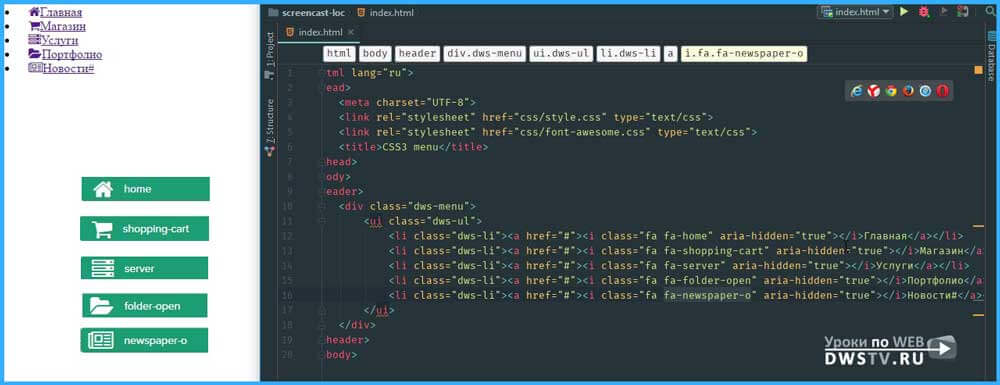 Главная
Магазин
Услуги
Портфолио
Новости#
home
shopping-cart
server
folder-open
newspaper-o
screencast-loc index.html
index.html
index.html
1: Project
7: Structure
Database
html body header div.dws-menu ui.dws-ul li.dws-li a i.fa.fa-newspaper-o
1 tml lang="ru">
2 ead>
3 <meta charset="UTF-8">
4 <link rel="stylesheet" href="css/style.css" type="text/css">
5 <link rel="stylesheet" href="css/font-awesome.css" type="text/css">
6 <title>CSS3 menu</title>
7 head>
8 ody>
9 eader>
10 <div class="dws-menu">
11 <ui class="dws-ul">
12 <li class="dws-li"><a href="#"><i class="fa fa-home" aria-hidden="true"></i>Главная</a></li>
13 <li class="dws-li"><a href="#"><i class="fa fa-shopping-cart" aria-hidden="true"></i>Магазин</a
14 <li class="dws-li"><a href="#"><i class="fa fa-server" aria-hidden="true"></i>Услуги</a></li>
15 <li class="dws-li"><a href="#"><i class="fa fa-folder-open" aria-hidden="true"></i>Портфолио</a
16 <li class="dws-li"><a href="#"><i class="fa fa-newspaper-o" aria-hidden="true"></i>Новости#</a>
17 </ui>
18 </div>
19 header>
20 body>
Уроки по WEB
DWSTV.RU